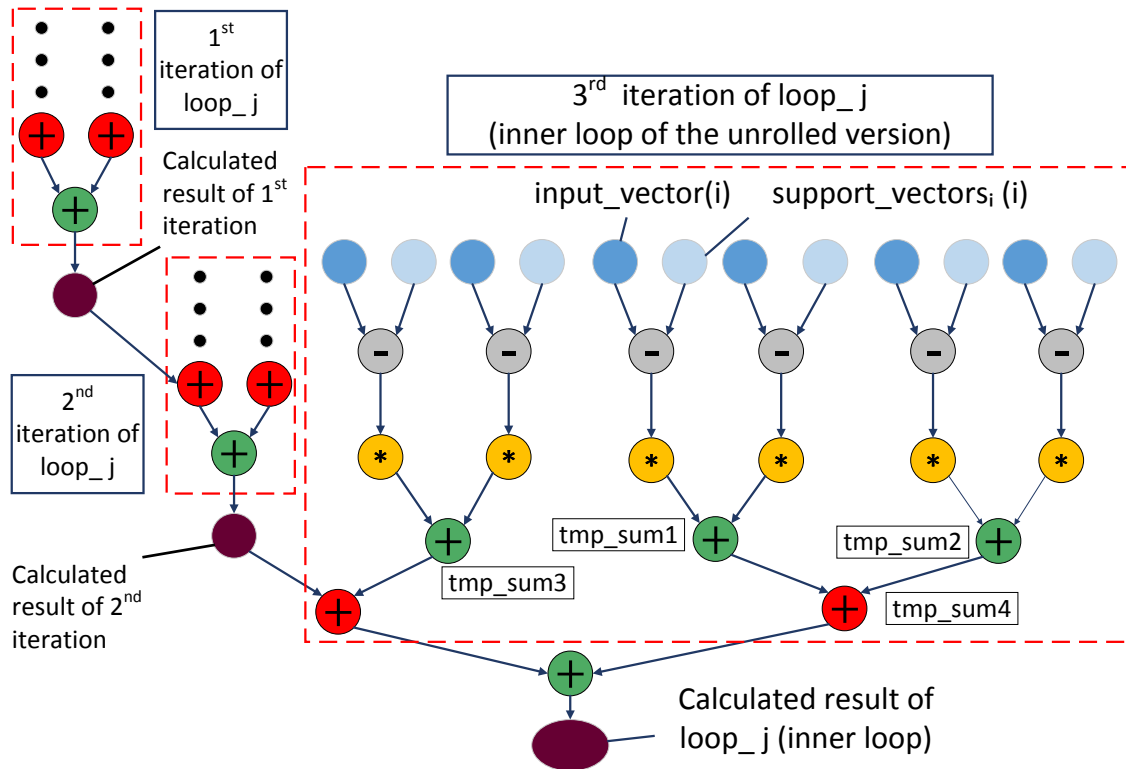 1st
iteration of
loop_ j
3rd iteration of loop_ j
(inner loop of the unrolled version)
+ +
Calculated
result of 1st
iteration
input_vector(i) support_vectorsᵢ (i)
+
- - - - - -
+ +
2nd
iteration of
loop_ j
+
* * * * * *
tmp_sum1
tmp_sum2
+ + +
Calculated
result of 2nd
iteration
tmp_sum3
tmp_sum4
+ +
+
Calculated result of
loop_ j (inner loop)